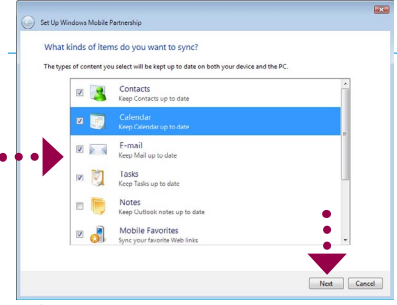 Set Up Windows Mobile Partnership
What kinds of items do you want to sync?
The types of content you select will be kept up to date on both your device and the PC.
Contacts
Keep Contacts up to date
Calendar
Keep Calendar up to date
E-mail
Keep Mail up to date
Tasks
Keep Tasks up to date
Notes
Keep Outlook notes up to date
Mobile Favorites
Sync your favorite Web links
Next Cancel